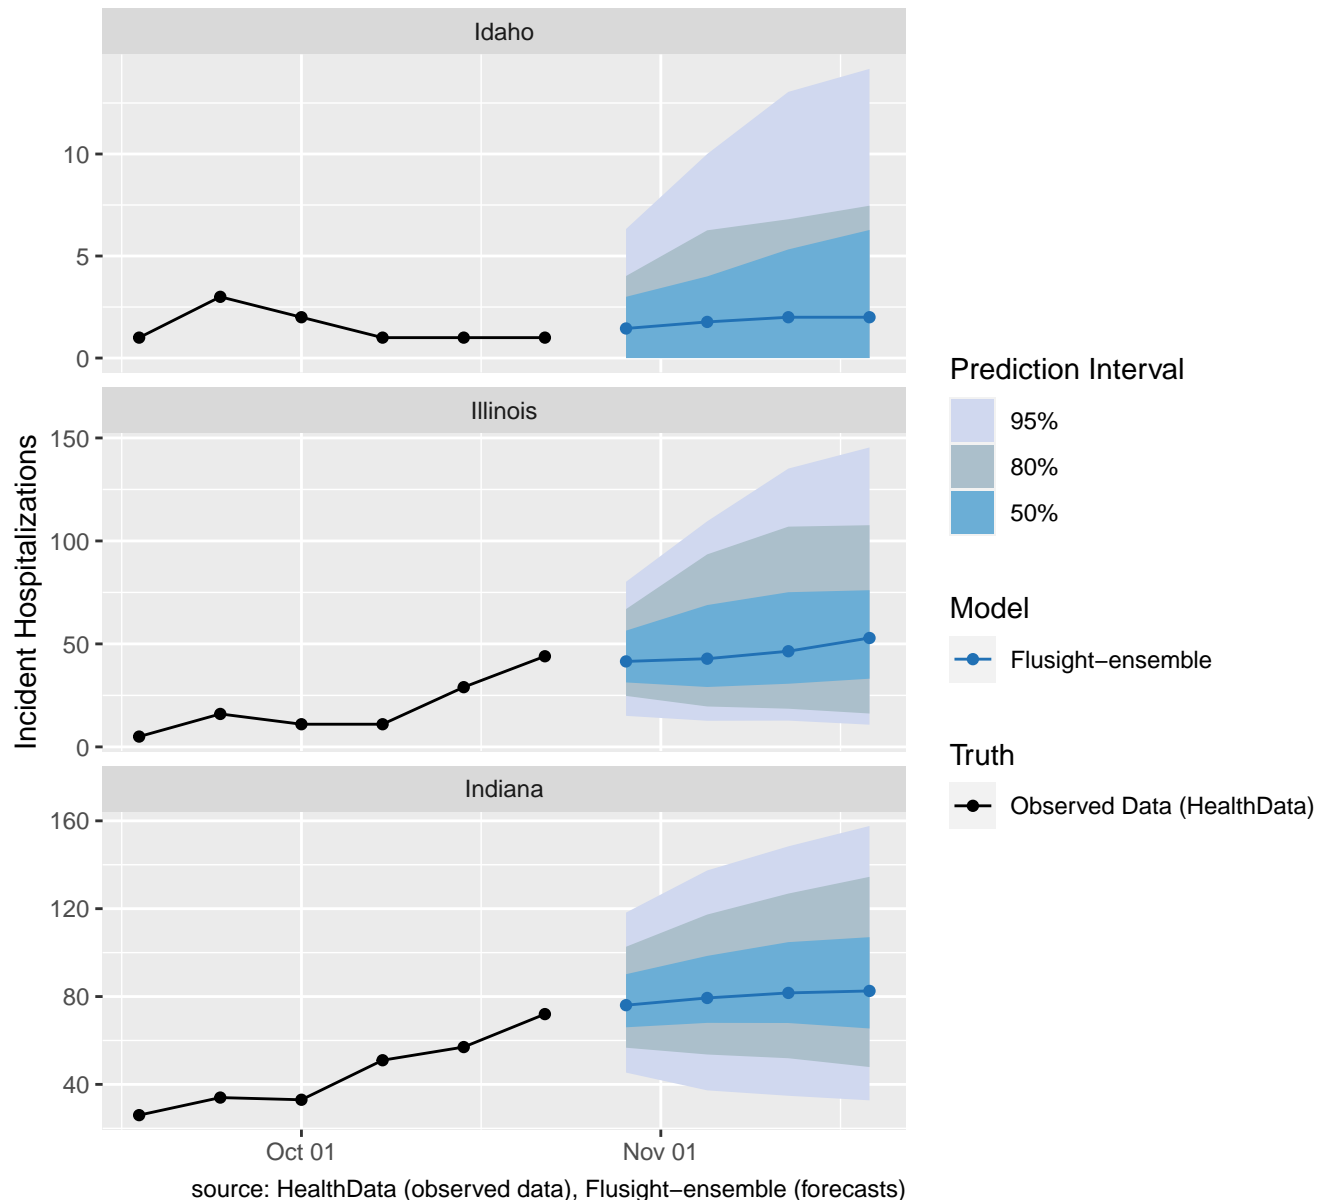 Idaho
10
5
0
Illinois
150
100
50
0
Indiana
160
120
80
40
Oct 01
Nov 01
Incident Hospitalizations
source: HealthData (observed data), Flusight−ensemble (forecasts)
Prediction Interval
95%
80%
50%
Model
Flusight−ensemble
Truth
Observed Data (HealthData)